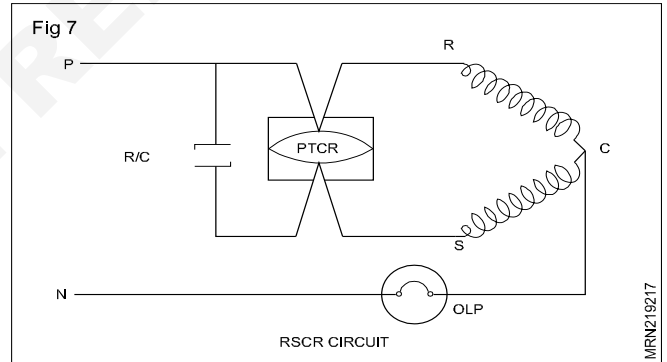 Fig 7
R
P
PTCR
R/C
C
S
N
OLP
RSCR CIRCUIT
MRN219217